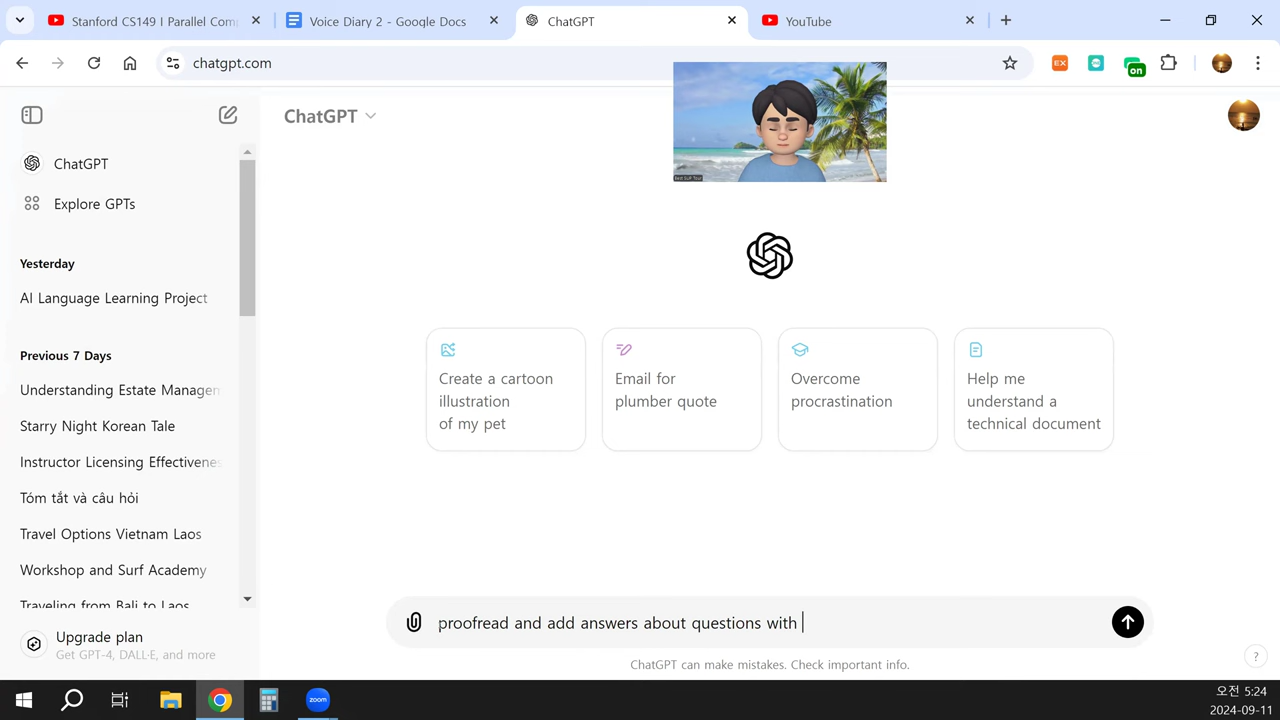 Stanford CS149 I Parallel Com
Voice Diary 2 - Google Docs
ChatGPT
YouTube
chatgpt.com
EX
on
ChatGPT
ChatGPT
Explore GPTs
Yesterday
AI Language Learning Project
Previous 7 Days
Understanding Estate Managem
Starry Night Korean Tale
Instructor Licensing Effectivenes
Tóm tắt và câu hỏi
Travel Options Vietnam Laos
Workshop and Surf Academy
Traveling from Bali to Laos
Upgrade plan
Get GPT-4, DALL·E, and more
Create a cartoon
illustration
of my pet
Email for
plumber quote
Overcome
procrastination
Help me
understand a
technical document
proofread and add answers about questions with
ChatGPT can make mistakes. Check important info.
?
zoom
오전 5:24
2024-09-11